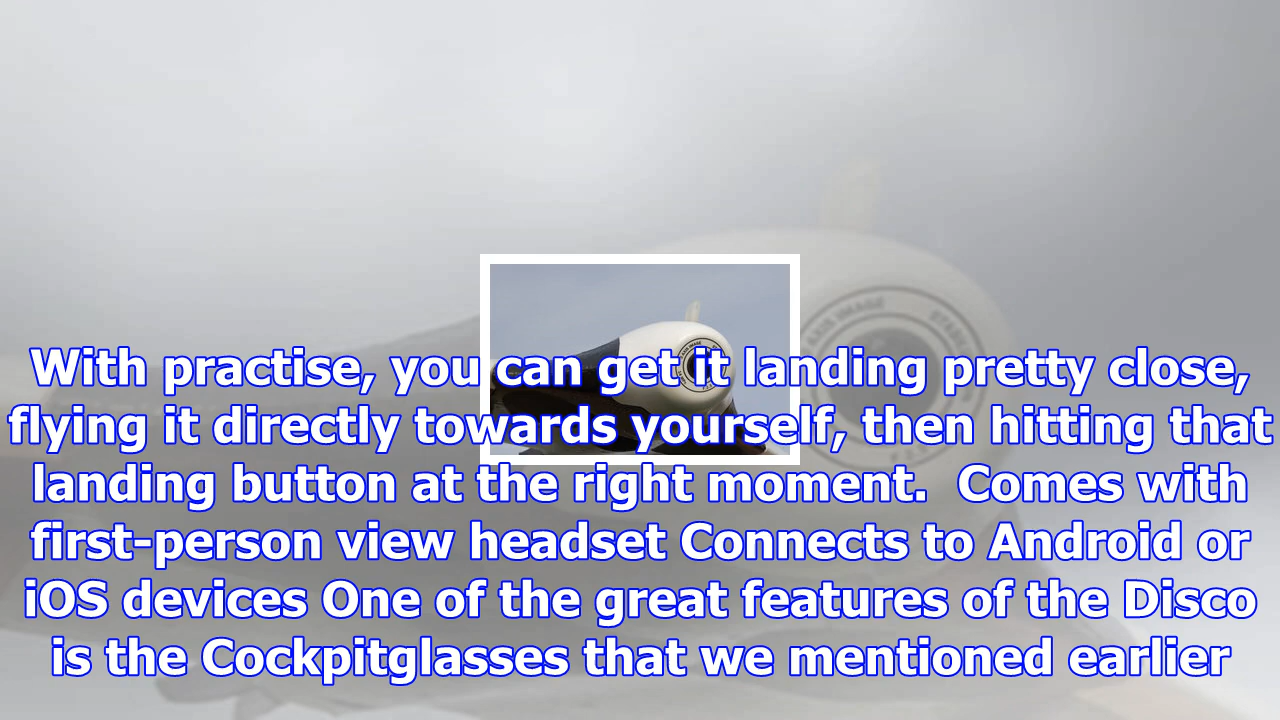 With practise, you can get it landing pretty close,
flying it directly towards yourself, then hitting that
landing button at the right moment.  Comes with
first-person view headset Connects to Android or
iOS devices One of the great features of the Disco
is the Cockpitglasses that we mentioned earlier
AXIS IMAGE